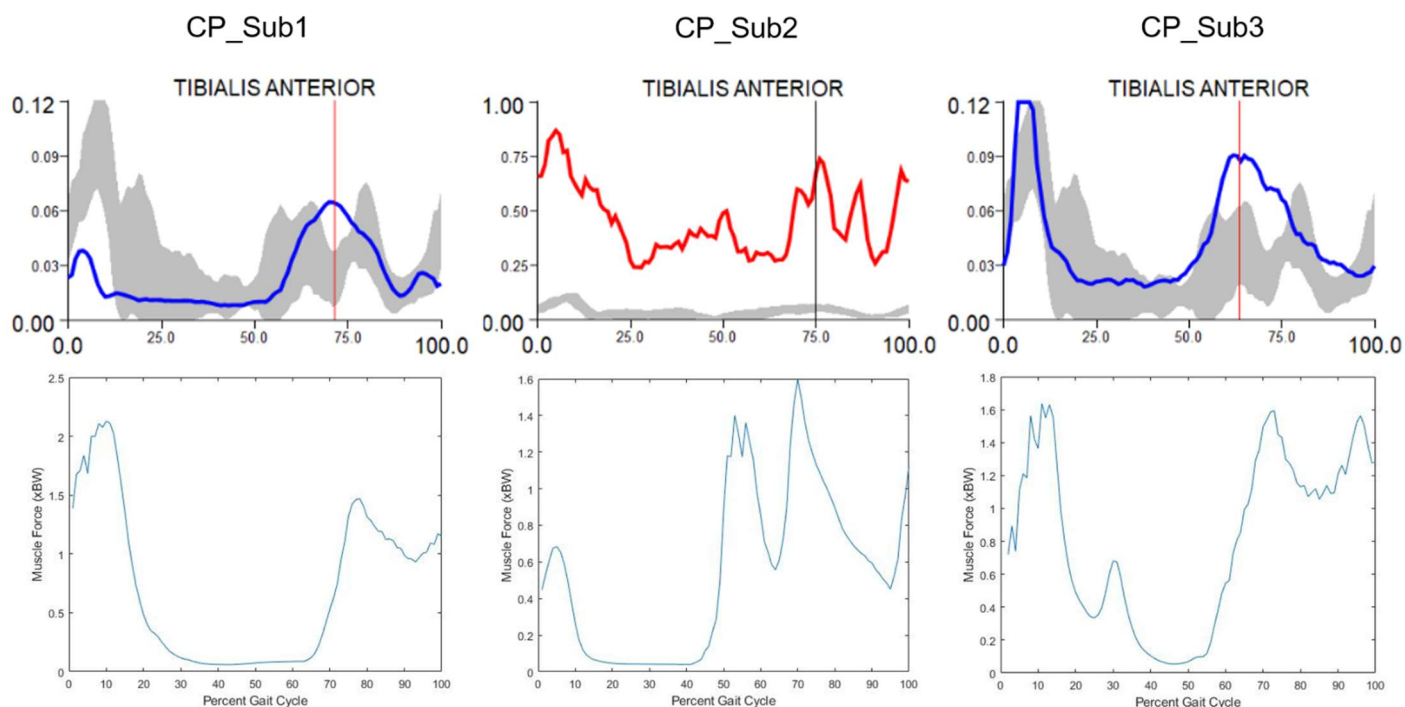 CP_Sub1 CP_Sub2 CP_Sub3
TIBIALIS ANTERIOR TIBIALIS ANTERIOR TIBIALIS ANTERIOR
0.12 1.00 0.12
0.09 0.75 0.09
0.06 0.50 0.06
0.03 0.25 0.03
0.00 0.00 0.00
0.0 25.0 50.0 75.0 100.0 0.0 25.0 50.0 75.0 100.0 0.0 25.0 50.0 75.0 100.0
2.5
2
1.5
1
0.5
0
Muscle Force (xBW)
0 10 20 30 40 50 60 70 80 90 100
Percent Gait Cycle
1.6
1.4
1.2
1
0.8
0.6
0.4
0.2
0
Muscle Force (xBW)
0 10 20 30 40 50 60 70 80 90 100
Percent Gait Cycle
1.8
1.6
1.4
1.2
1
0.8
0.6
0.4
0.2
0
Muscle Force (xBW)
0 10 20 30 40 50 60 70 80 90 100
Percent Gait Cycle